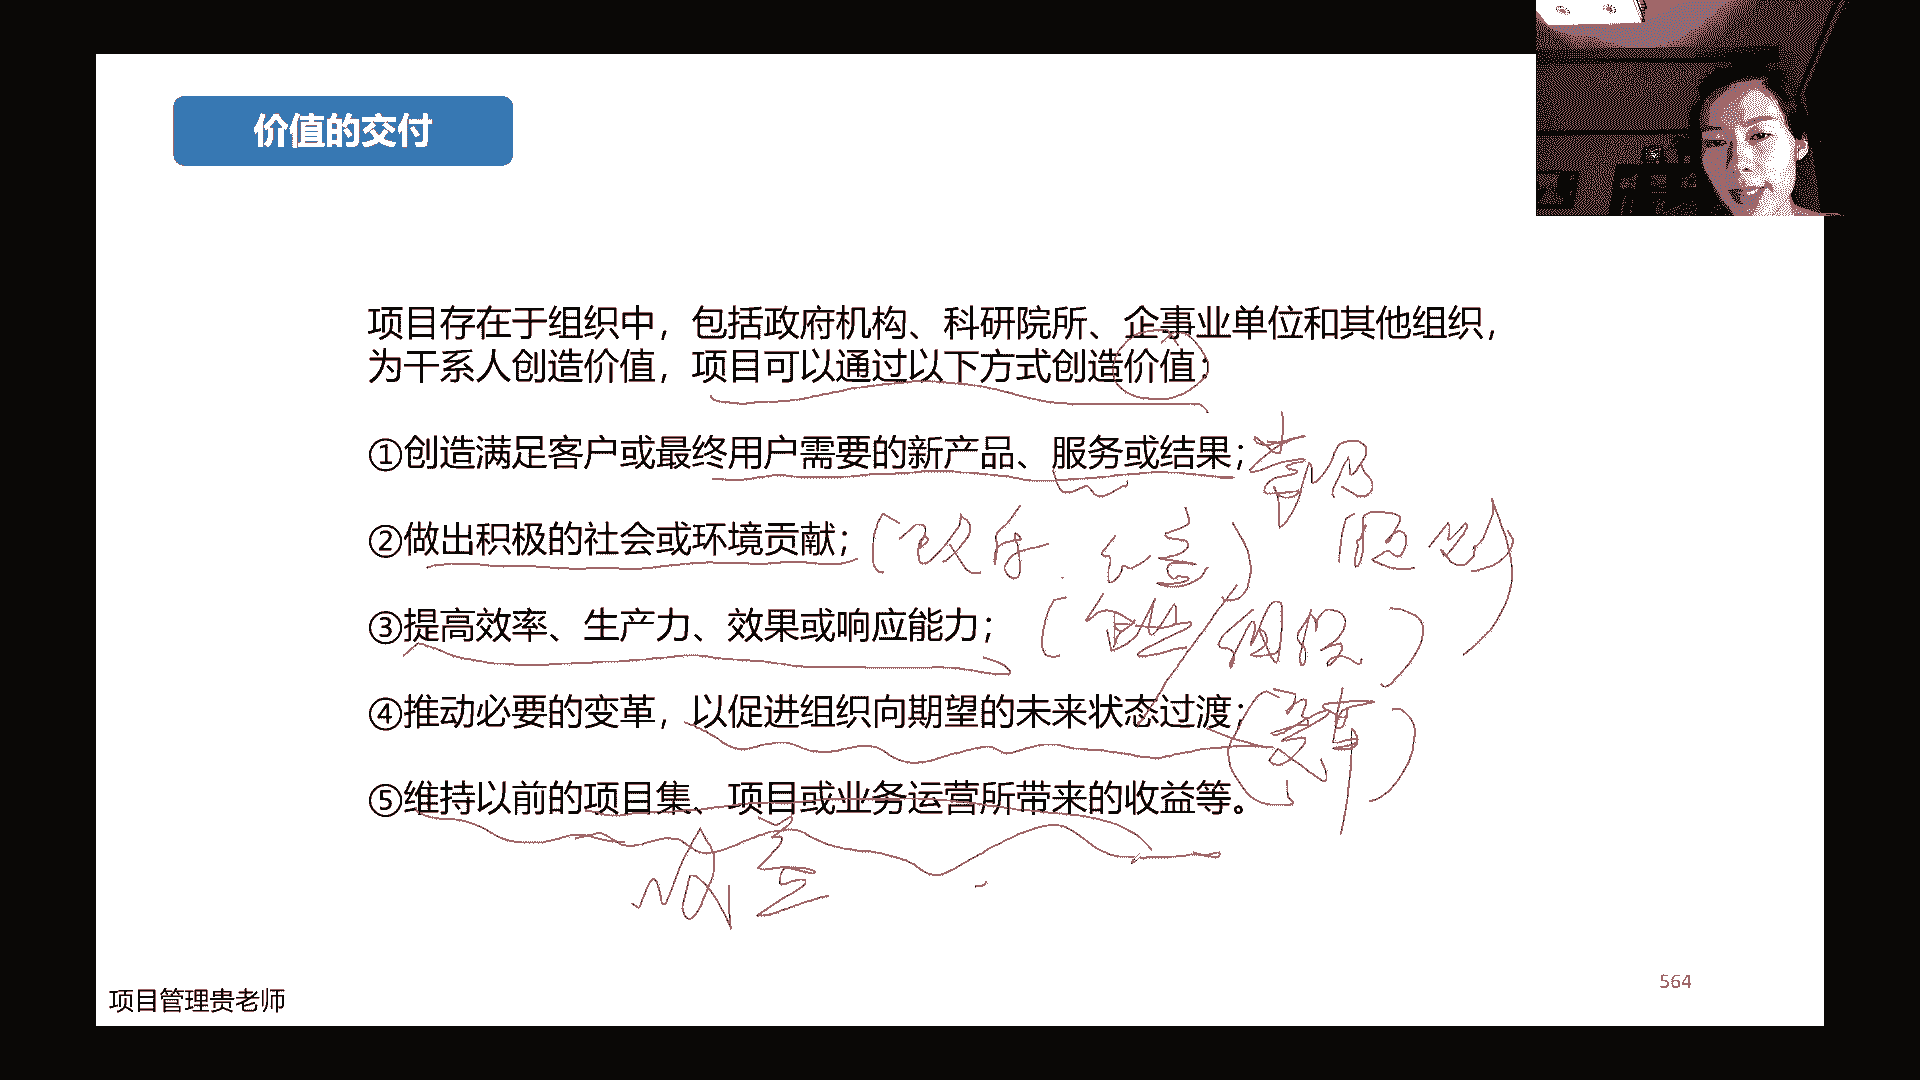 价值的交付
项目存在于组织中，包括政府机构、科研院所、企事业单位和其他组织，
为干系人创造价值，项目可以通过以下方式创造价值：
①创造满足客户或最终用户需要的新产品、服务或结果；
②做出积极的社会或环境贡献；
③提高效率、生产力、效果或响应能力；
（企业/组织）
④推动必要的变革，以促进组织向期望的未来状态过渡；
（变革）
⑤维持以前的项目集、项目或业务运营所带来的收益等。
收益
564
项目管理贵老师